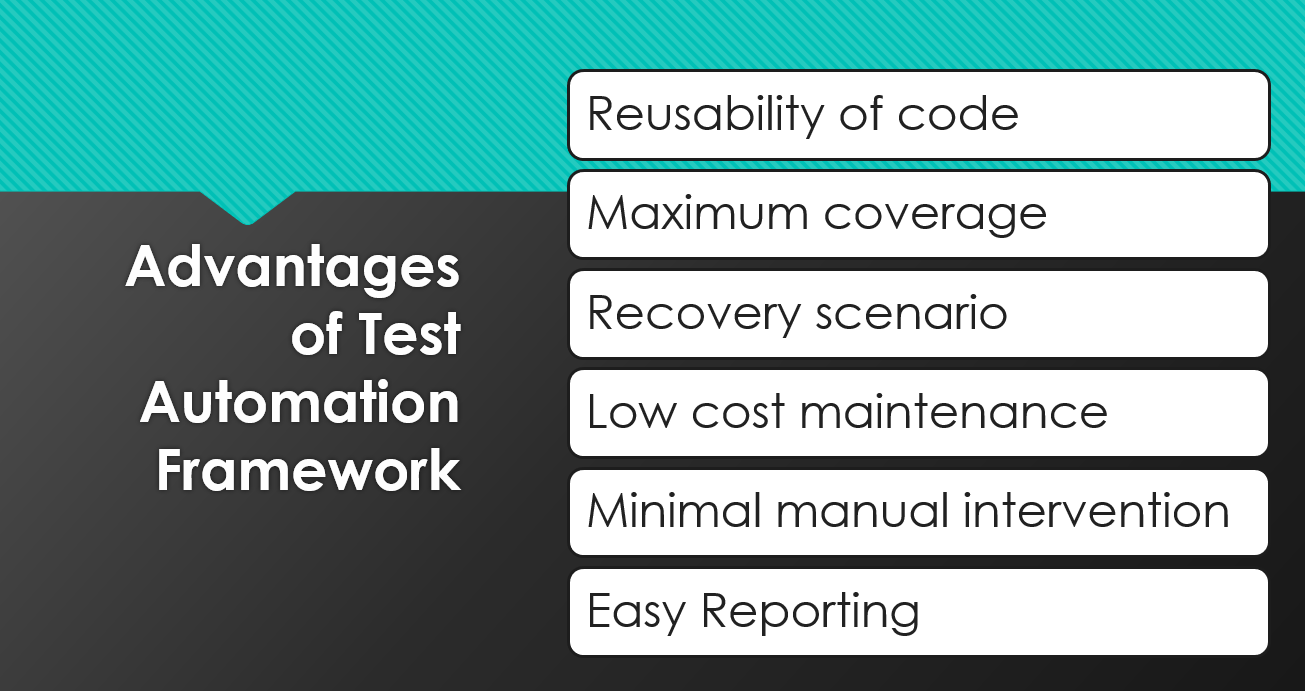 Advantages
of Test
Automation
Framework
Reusability of code
Maximum coverage
Recovery scenario
Low cost maintenance
Minimal manual intervention
Easy Reporting